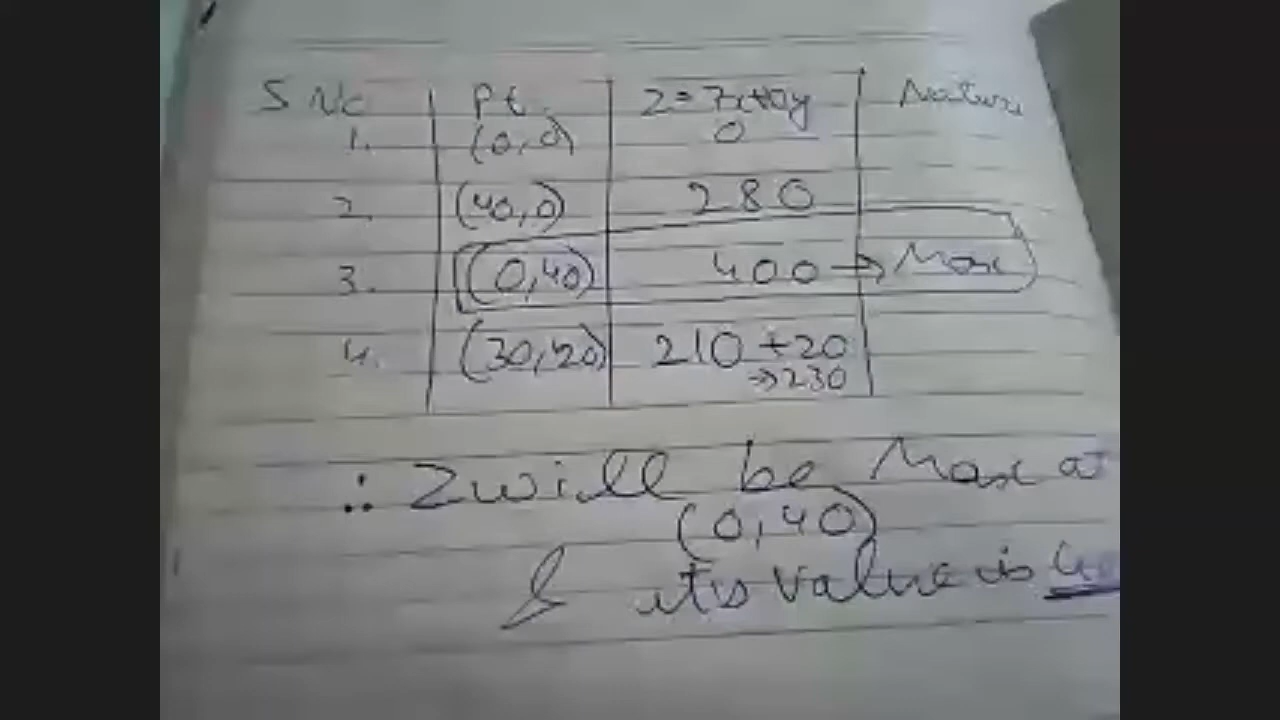 S No Pt. Z = 7x+10y Nature
1. (0,0) 0
2. (40,0) 280
3. (0,40) 400 → Max
4. (30,20) 210 + 20
→ 230
∴ Z will be Max at
(0,40)
& its value is 40